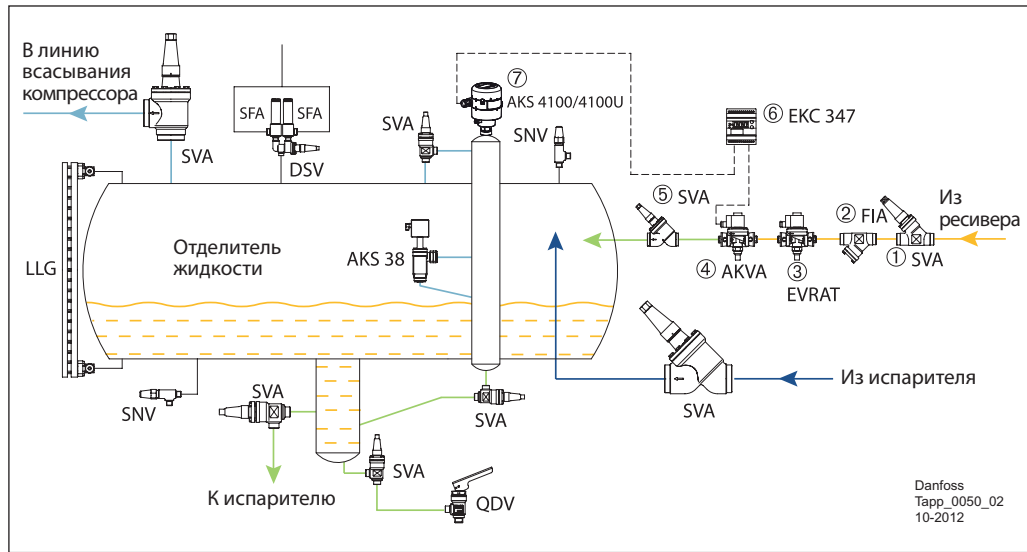 В линию
всасывания
компрессора
SVA
SFA
SFA
DSV
SVA
⑦
AKS 4100/4100U
SNV
⑥ EKC 347
⑤ SVA
④ AKVA
③
EVRAT
② FIA
① SVA
Из
ресивера
LLG
Отделитель
жидкости
AKS 38
SVA
Из испарителя
SNV
SVA
SVA
К испарителю
SVA
QDV
Danfoss
Tapp_0050_02
10-2012